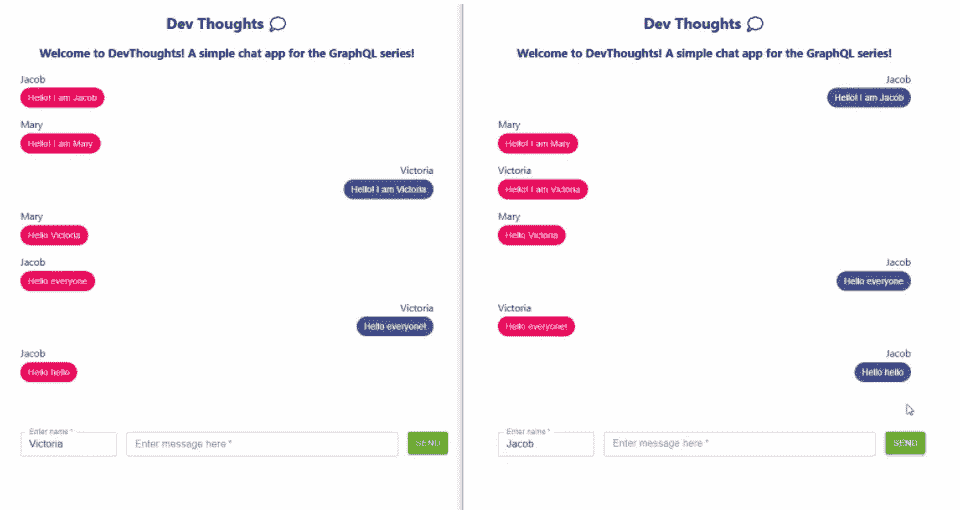 Dev Thoughts
Welcome to DevThoughts! A simple chat app for the GraphQL series!
Jacob
Hello! I am Jacob
Mary
Hello! I am Mary
Victoria
Hello! I am Victoria
Mary
Hello Victoria
Jacob
Hello everyone
Victoria
Hello everyone!
Jacob
Hello hello
Enter name *
Victoria
Enter message here *
SEND
Dev Thoughts
Welcome to DevThoughts! A simple chat app for the GraphQL series!
Jacob
Hello! I am Jacob
Mary
Hello! I am Mary
Victoria
Hello! I am Victoria
Mary
Hello Victoria
Jacob
Hello everyone
Victoria
Hello everyone!
Jacob
Hello hello
Enter name *
Jacob
Enter message here *
SEND